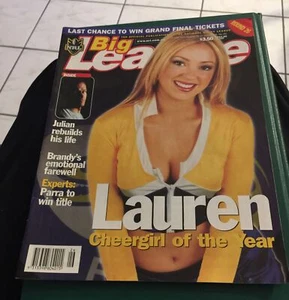 LAST CHANCE TO WIN GRAND FINAL TICKETS
NRL
Big
League
Julian
rebuilds
his life
Brandy's
emotional
farewell
Experts:
Parra to
win title
Lauren
Cheergirl of the Year